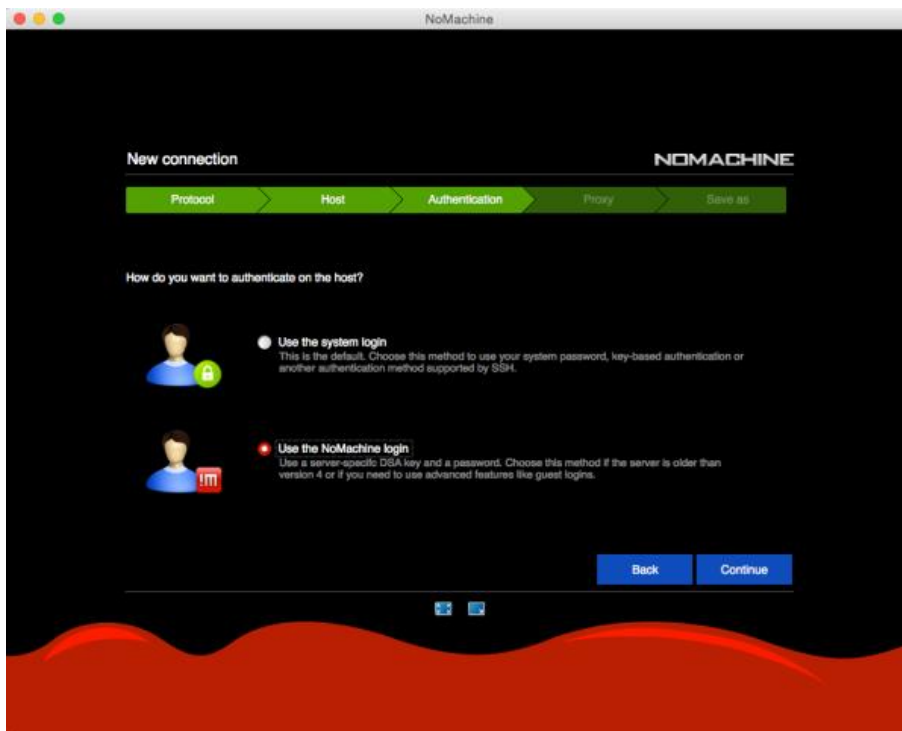 NoMachine
New connection
NOMACHINE
Protocol
Host
Authentication
Proxy
Save as
How do you want to authenticate on the host?
Use the system login
This is the default. Choose this method to use your system password, key-based authentication or
another authentication method supported by SSH.
Use the NoMachine login
Use a server-specific DSA key and a password. Choose this method if the server is older than
version 4 or if you need to use advanced features like guest logins.
!m
Back
Continue